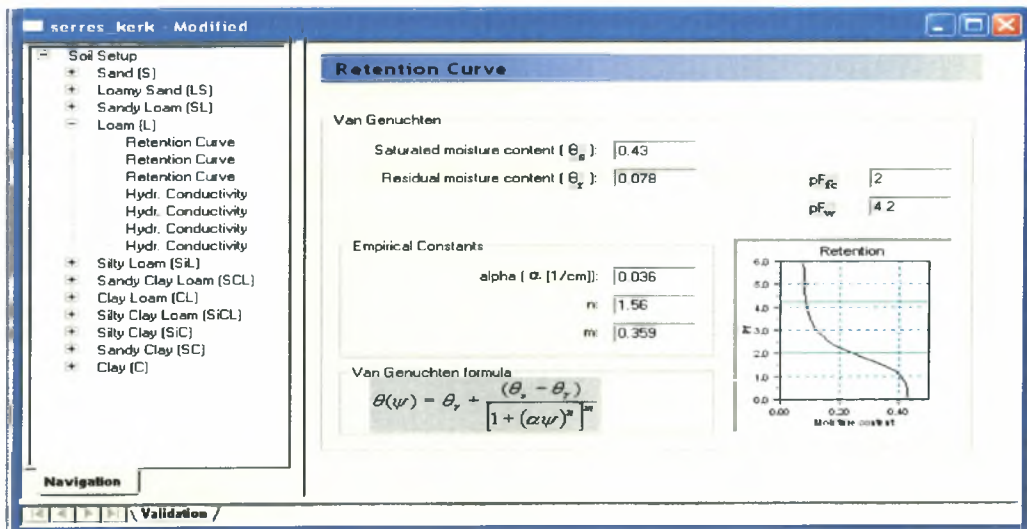 serres_kerk - Modified
Soil Setup
Sand (S)
Loamy Sand (LS)
Sandy Loam (SL)
Loam (L)
Retention Curve
Retention Curve
Retention Curve
Hydr. Conductivity
Hydr. Conductivity
Hydr. Conductivity
Hydr. Conductivity
Silty Loam (SiL)
Sandy Clay Loam (SCL)
Clay Loam (CL)
Silty Clay Loam (SiCL)
Silty Clay (SiC)
Sandy Clay (SC)
Clay (C)
Navigation
Validation
Retention Curve
Van Genuchten
Saturated moisture content ( θs ): 0.43
Residual moisture content ( θr ): 0.078
pFfc 2
pFw 4.2
Empirical Constants
alpha ( α [1/cm]): 0.036
n: 1.56
m: 0.359
Van Genuchten formula
θ(ψ) = θr + (θs − θr) / [1 + (αψ)^n]^m
Retention
6.0
5.0
4.0
3.0
2.0
1.0
0.0
0.00 0.20 0.40
pF
Moisture content